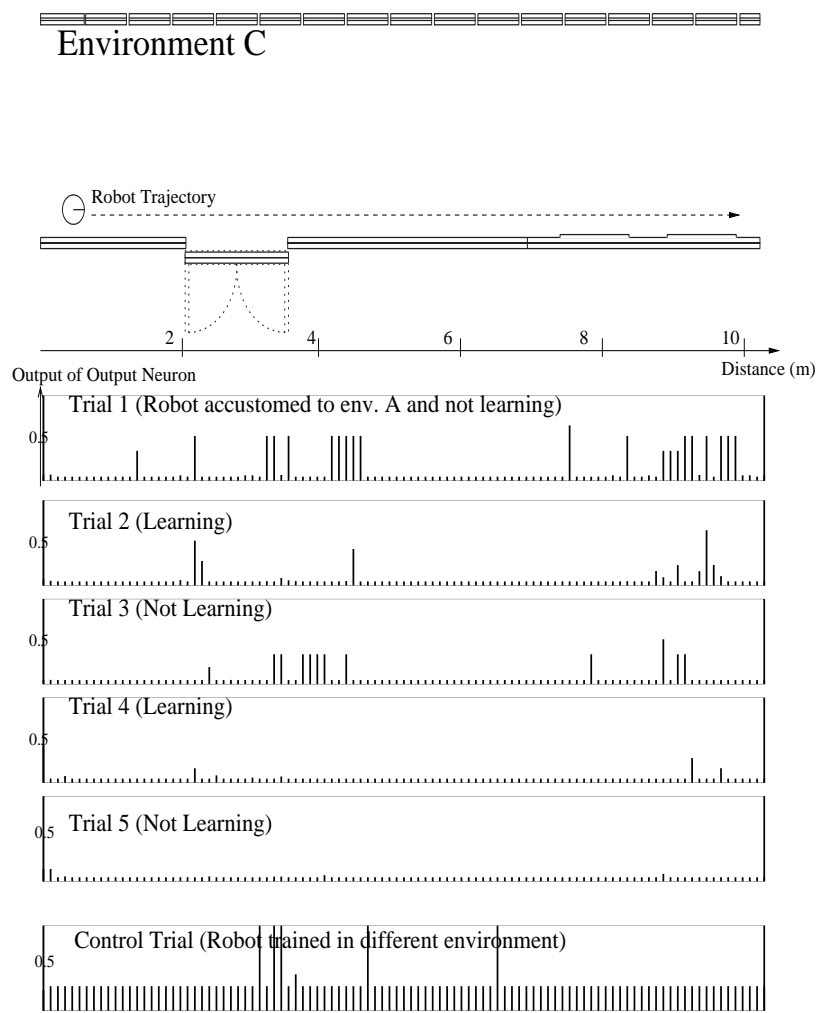 Environment C
Robot Trajectory
2 4 6 8 10
Distance (m)
Output of Output Neuron
Trial 1 (Robot accustomed to env. A and not learning)
0.5
Trial 2 (Learning)
0.5
Trial 3 (Not Learning)
0.5
Trial 4 (Learning)
0.5
Trial 5 (Not Learning)
0.5
Control Trial (Robot trained in different environment)
0.5